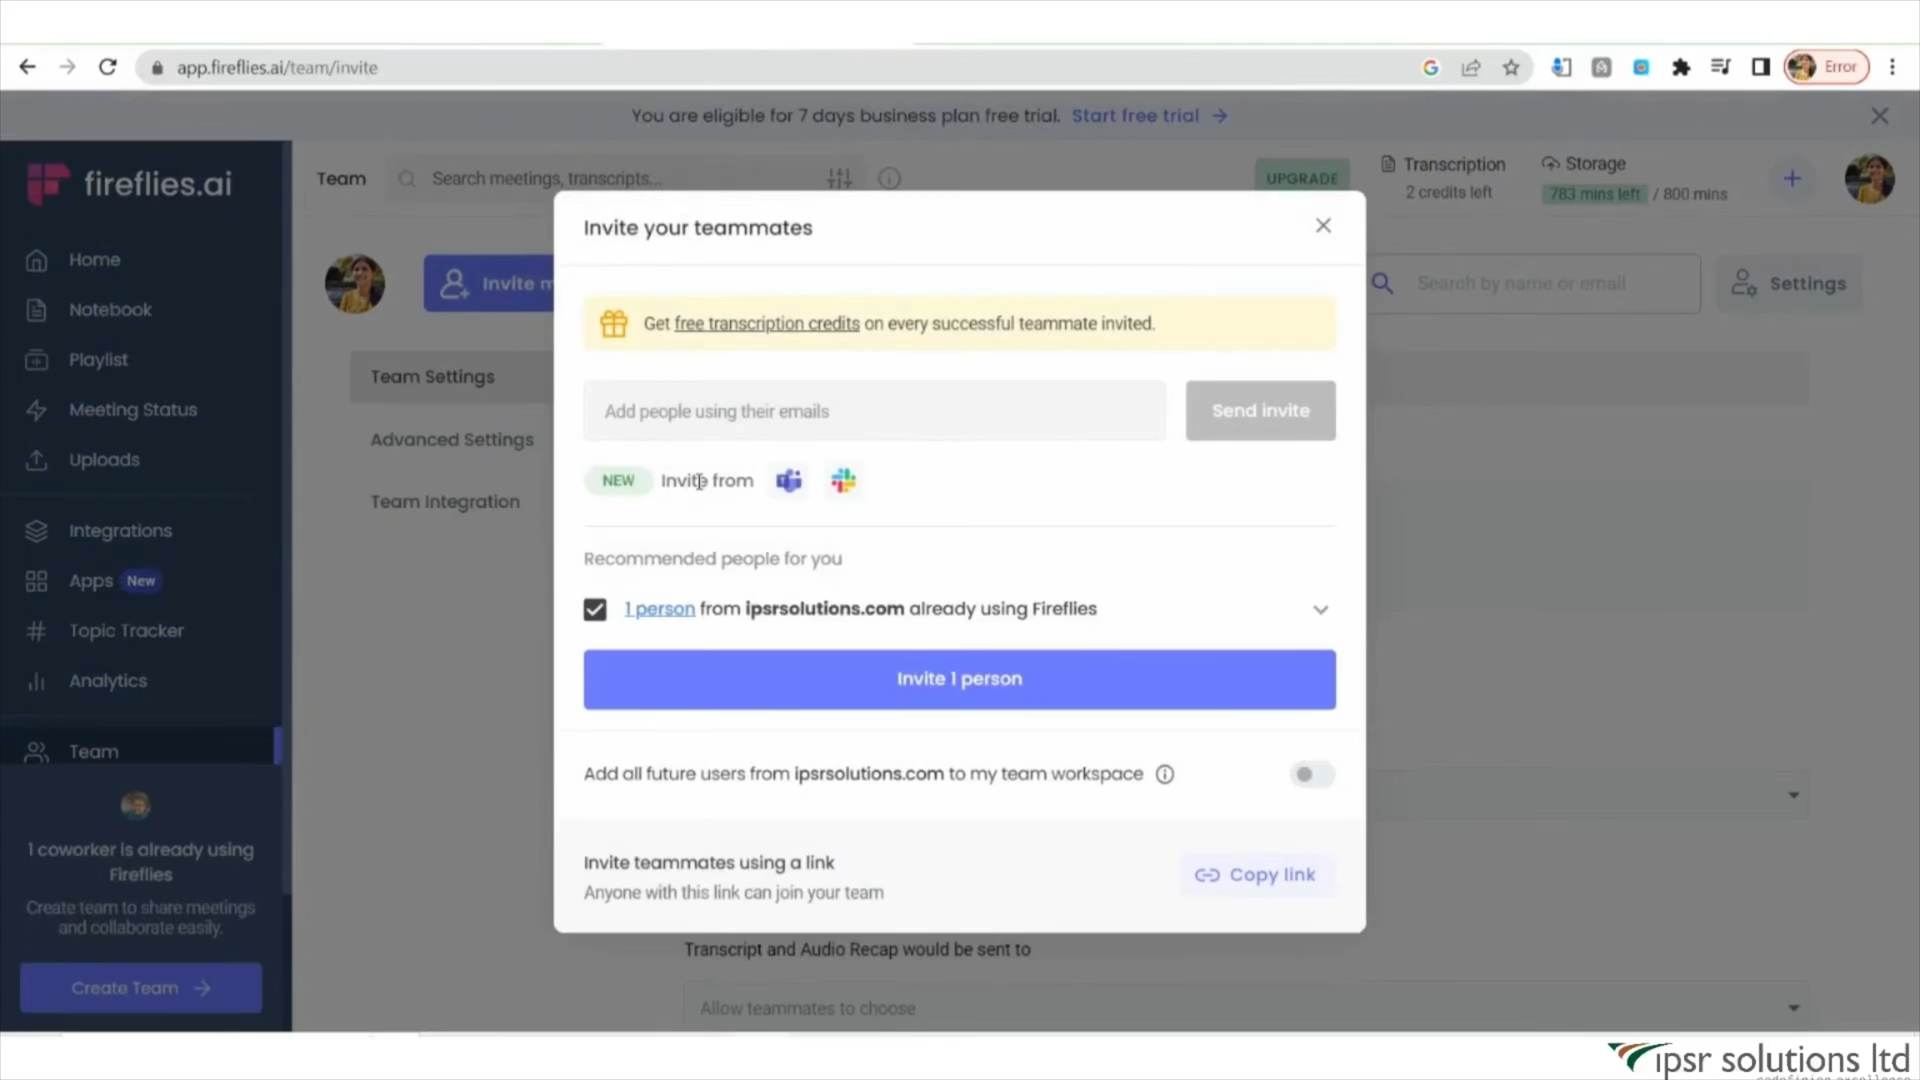 app.fireflies.ai/team/invite
Error
You are eligible for 7 days business plan free trial. Start free trial →
fireflies.ai
Home
Notebook
Playlist
Meeting Status
Uploads
Integrations
Apps New
Topic Tracker
Analytics
Team
1 coworker is already using
Fireflies
Create team to share meetings
and collaborate easily.
Create Team →
Team
Search meetings, transcripts...
UPGRADE
Transcription
2 credits left
Storage
783 mins left / 800 mins
Invite m
Search by name or email
Settings
Team Settings
Advanced Settings
Team Integration
Invite your teammates
Get free transcription credits on every successful teammate invited.
Add people using their emails
Send invite
NEW Invite from
Recommended people for you
1 person from ipsrsolutions.com already using Fireflies
Invite 1 person
Add all future users from ipsrsolutions.com to my team workspace
Invite teammates using a link
Anyone with this link can join your team
Copy link
Transcript and Audio Recap would be sent to
Allow teammates to choose
ipsr solutions ltd